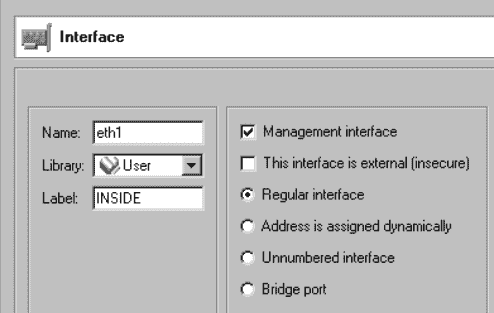 Interface
Name: eth1
Library: User
Label: INSIDE
Management interface
This interface is external (insecure)
Regular interface
Address is assigned dynamically
Unnumbered interface
Bridge port